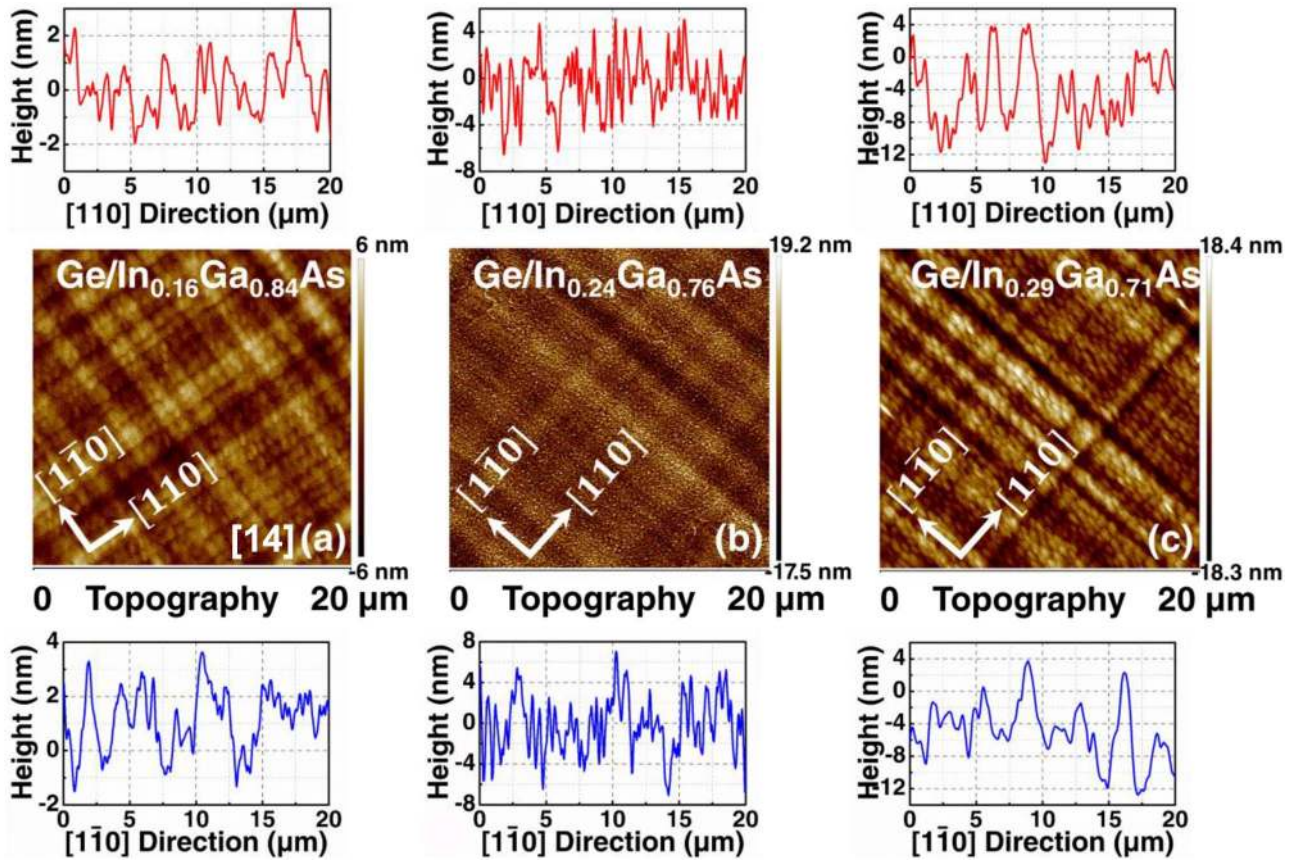 Height (nm)
2
0
-2
0 5 10 15 20
[110] Direction (μm)
Height (nm)
8
4
0
-4
-8
0 5 10 15 20
[110] Direction (μm)
Height (nm)
4
0
-4
-8
-12
0 5 10 15 20
[110] Direction (μm)
6 nm
Ge/In0.16Ga0.84As
[11̅0]
[110]
[14] (a)
-6 nm
0 Topography 20 μm
19.2 nm
Ge/In0.24Ga0.76As
[11̅0]
[110]
(b)
-17.5 nm
0 Topography 20 μm
18.4 nm
Ge/In0.29Ga0.71As
[11̅0]
[110]
(c)
-18.3 nm
0 Topography 20 μm
Height (nm)
4
2
0
-2
0 5 10 15 20
[11̅0] Direction (μm)
Height (nm)
8
4
0
-4
-8
0 5 10 15 20
[11̅0] Direction (μm)
Height (nm)
4
0
-4
-8
-12
0 5 10 15 20
[11̅0] Direction (μm)